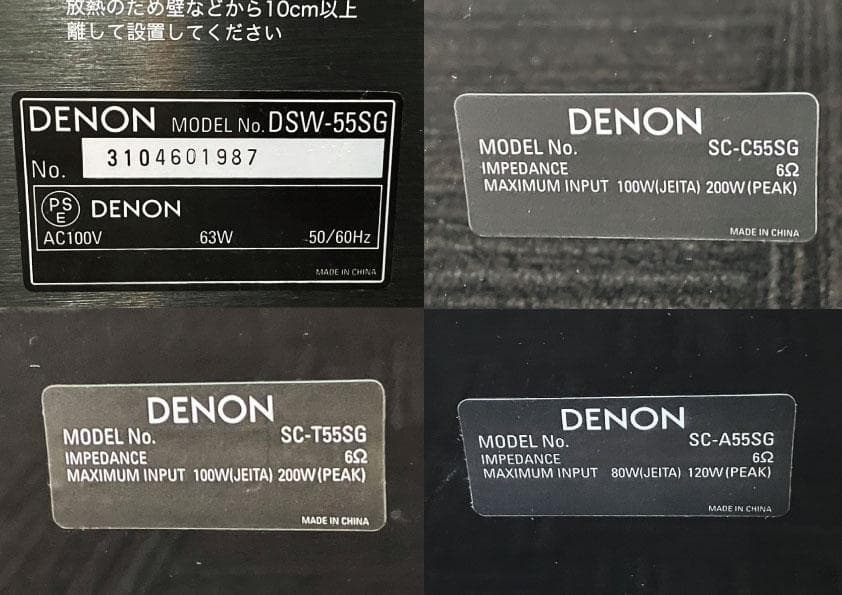 放熱のため壁などから10cm以上
離して設置してください
DENON MODEL No. DSW-55SG
No. 3104601987
PSE DENON
AC100V 63W 50/60Hz
MADE IN CHINA
DENON
MODEL No. SC-C55SG
IMPEDANCE 6Ω
MAXIMUM INPUT 100W(JEITA) 200W(PEAK)
MADE IN CHINA
DENON
MODEL No. SC-T55SG
IMPEDANCE 6Ω
MAXIMUM INPUT 100W(JEITA) 200W(PEAK)
MADE IN CHINA
DENON
MODEL No. SC-A55SG
IMPEDANCE 6Ω
MAXIMUM INPUT 80W(JEITA) 120W(PEAK)
MADE IN CHINA